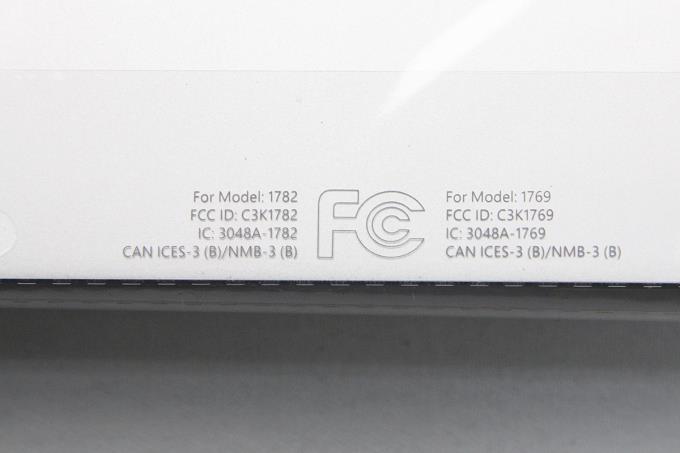 For Model: 1782
FCC ID: C3K1782
IC: 3048A-1782
CAN ICES-3 (B)/NMB-3 (B)
FC
For Model: 1769
FCC ID: C3K1769
IC: 3048A-1769
CAN ICES-3 (B)/NMB-3 (B)